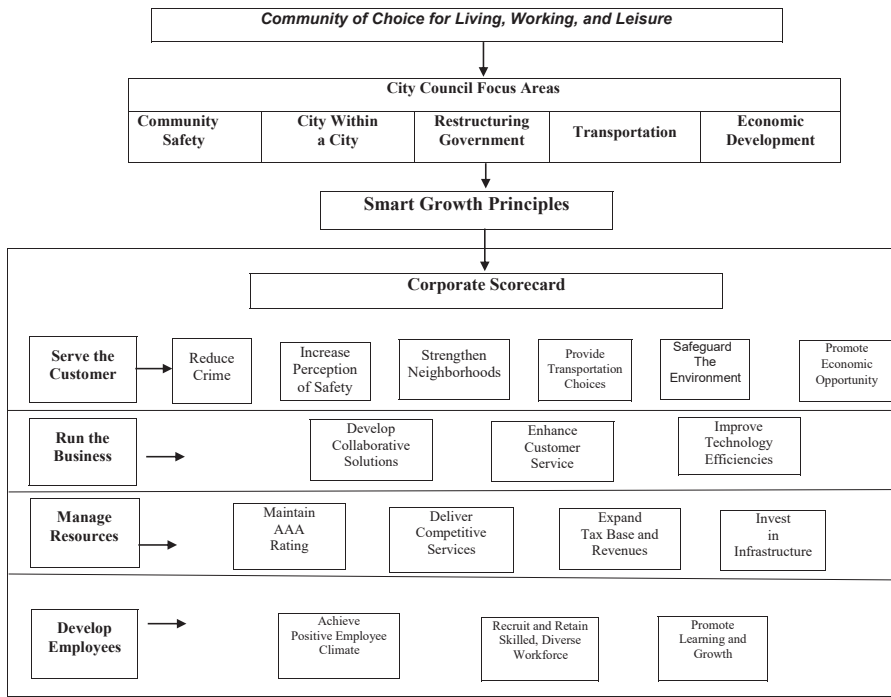 Community of Choice for Living, Working, and Leisure
City Council Focus Areas
Community
Safety
City Within
a City
Restructuring
Government
Transportation
Economic
Development
Smart Growth Principles
Corporate Scorecard
Serve the
Customer
Reduce
Crime
Increase
Perception
of Safety
Strengthen
Neighborhoods
Provide
Transportation
Choices
Safeguard
The
Environment
Promote
Economic
Opportunity
Run the
Business
Develop
Collaborative
Solutions
Enhance
Customer
Service
Improve
Technology
Efficiencies
Manage
Resources
Maintain
AAA
Rating
Deliver
Competitive
Services
Expand
Tax Base and
Revenues
Invest
in
Infrastructure
Develop
Employees
Achieve
Positive Employee
Climate
Recruit and Retain
Skilled, Diverse
Workforce
Promote
Learning and
Growth